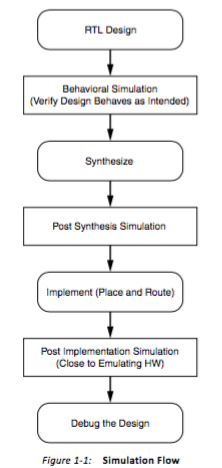 RTL Design
Behavioral Simulation
(Verify Design Behaves as Intended)
Synthesize
Post Synthesis Simulation
Implement (Place and Route)
Post Implementation Simulation
(Close to Emulating HW)
Debug the Design
Figure 1-1: Simulation Flow